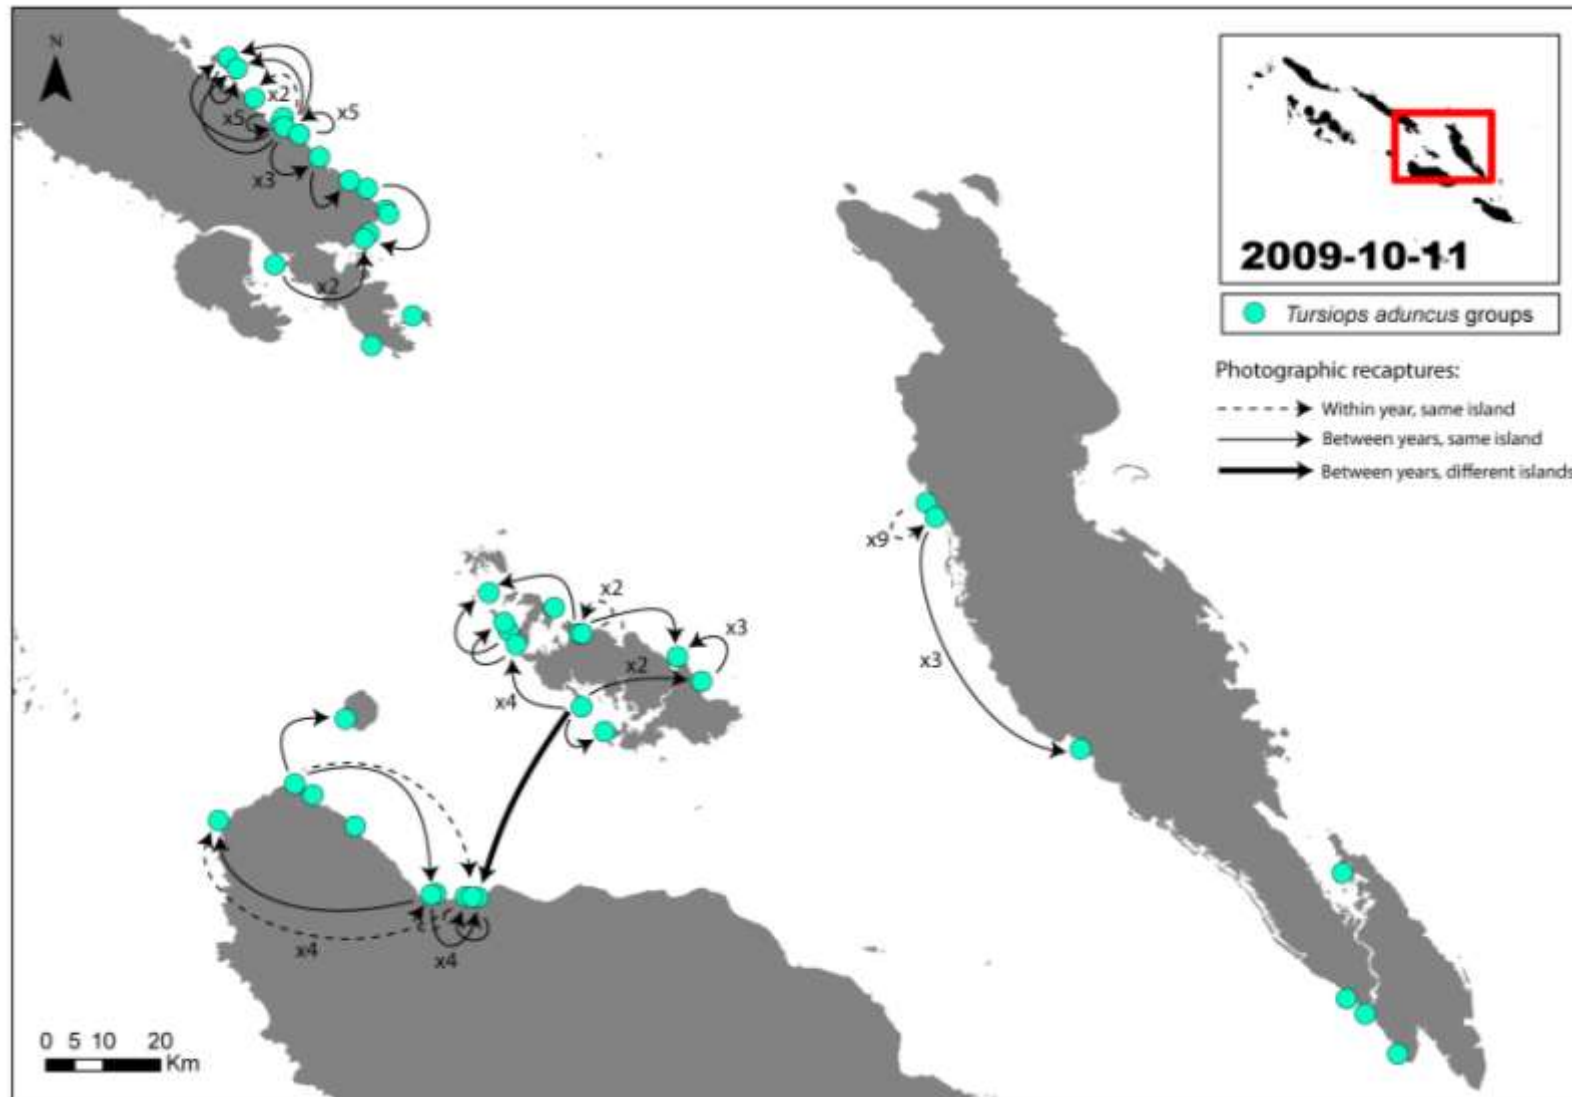 N
x2
x5
x5
x3
x2
2009-10-11
Tursiops aduncus groups
Photographic recaptures:
Within year, same island
Between years, same island
Between years, different islands
x9
x2
x3
x2
x3
x4
x4
x4
0 5 10 20
Km